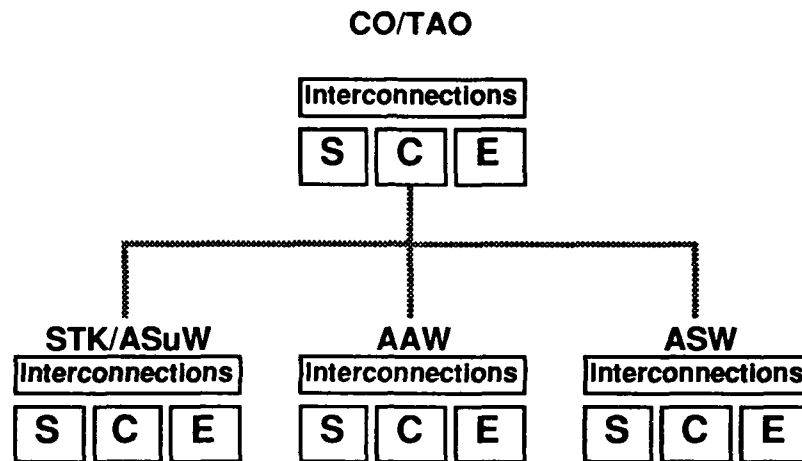 CO/TAO
Interconnections
S C E
STK/ASuW AAW ASW
Interconnections Interconnections Interconnections
S C E S C E S C E